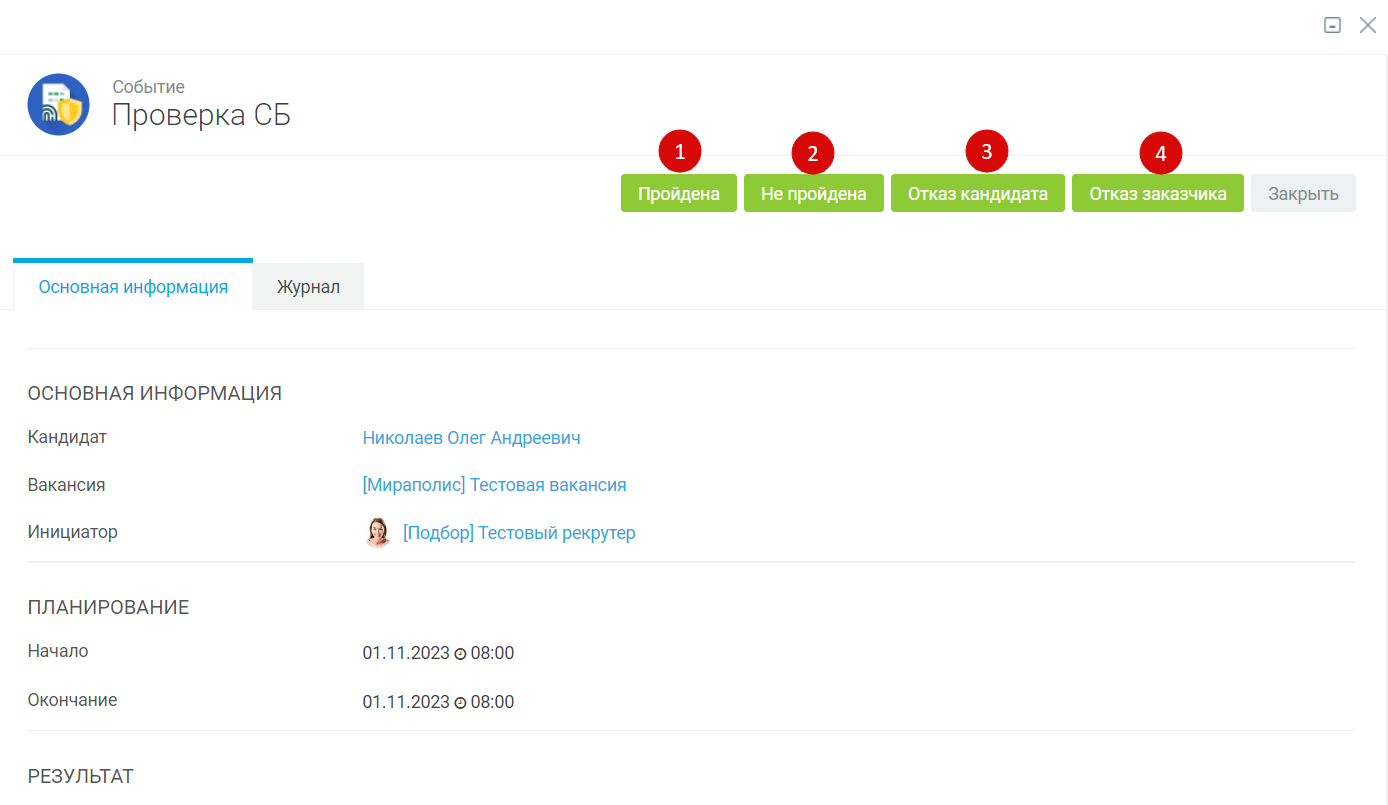 Событие
Проверка СБ
1 2 3 4
Пройдена Не пройдена Отказ кандидата Отказ заказчика Закрыть
Основная информация Журнал
ОСНОВНАЯ ИНФОРМАЦИЯ
Кандидат Николаев Олег Андреевич
Вакансия [Мираполис] Тестовая вакансия
Инициатор [Подбор] Тестовый рекрутер
ПЛАНИРОВАНИЕ
Начало 01.11.2023 08:00
Окончание 01.11.2023 08:00
РЕЗУЛЬТАТ